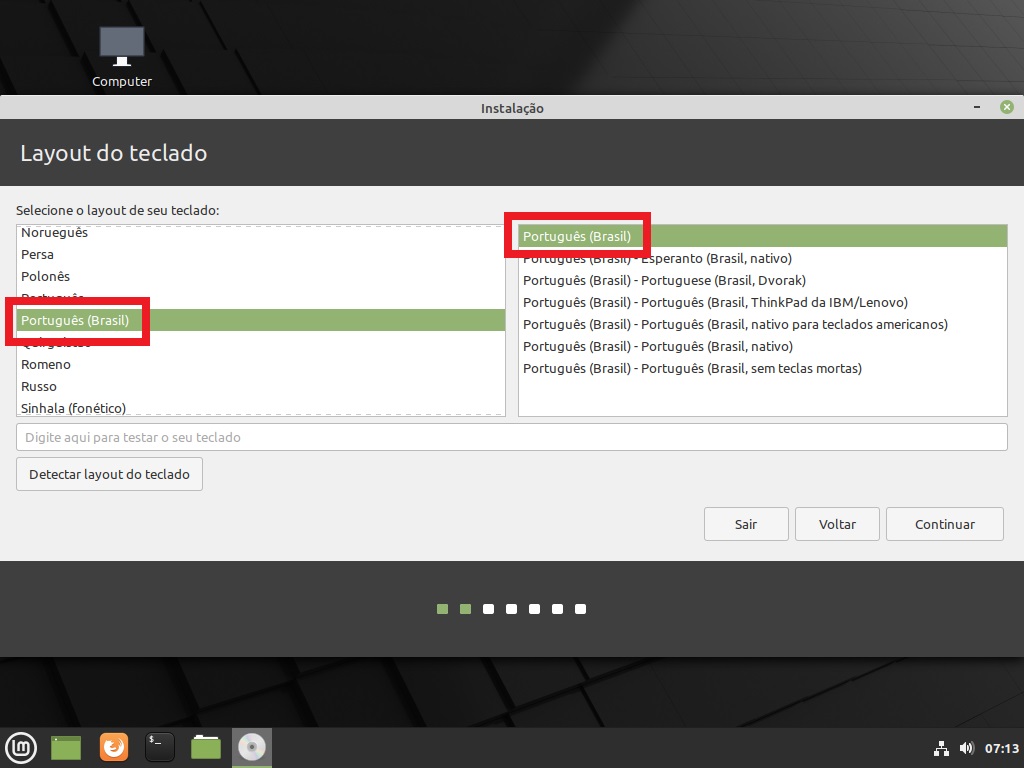 Computer
Instalação
Layout do teclado
Selecione o layout de seu teclado:
Norueguês
Persa
Polonês
Português
Português (Brasil)
Romeno
Russo
Sinhala (fonético)
Português (Brasil)
Português (Brasil) - Esperanto (Brasil, nativo)
Português (Brasil) - Portuguese (Brasil, Dvorak)
Português (Brasil) - Português (Brasil, ThinkPad da IBM/Lenovo)
Português (Brasil) - Português (Brasil, nativo para teclados americanos)
Português (Brasil) - Português (Brasil, nativo)
Português (Brasil) - Português (Brasil, sem teclas mortas)
Digite aqui para testar o seu teclado
Detectar layout do teclado
Sair
Voltar
Continuar
$_
07:13